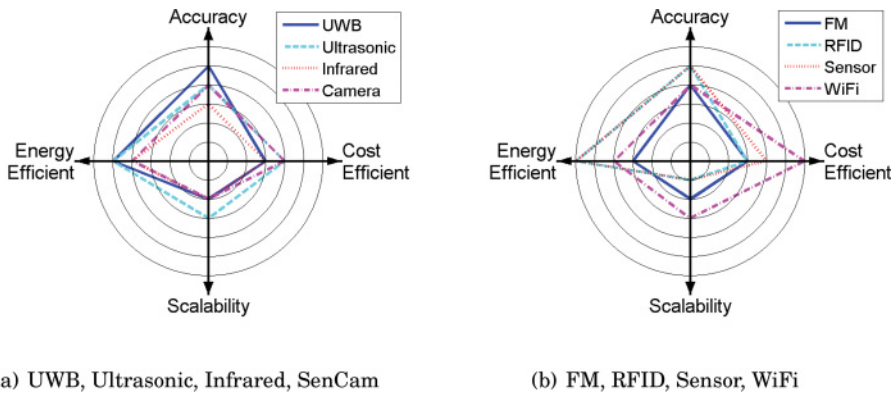 Accuracy
UWB
Ultrasonic
Infrared
Camera
Energy
Efficient
Cost
Efficient
Scalability
Accuracy
FM
RFID
Sensor
WiFi
Energy
Efficient
Cost
Efficient
Scalability
a) UWB, Ultrasonic, Infrared, SenCam
(b) FM, RFID, Sensor, WiFi